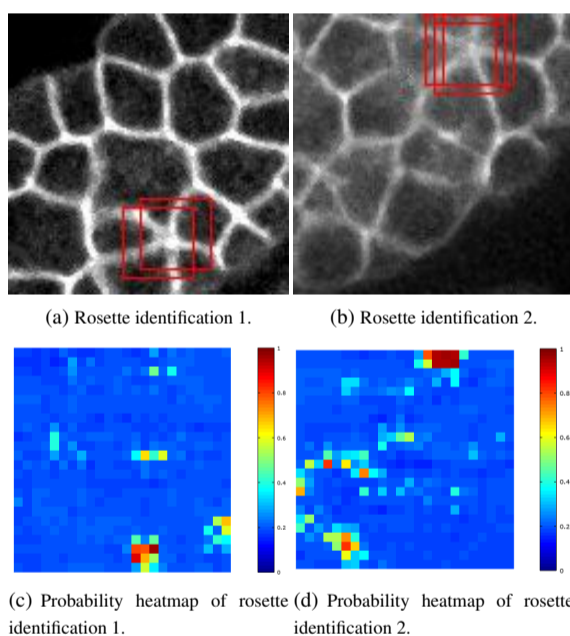 (a) Rosette identification 1.
(b) Rosette identification 2.
1
0.8
0.6
0.4
0.2
0
1
0.8
0.6
0.4
0.2
0
(c) Probability heatmap of rosette
identification 1.
(d) Probability heatmap of rosette
identification 2.